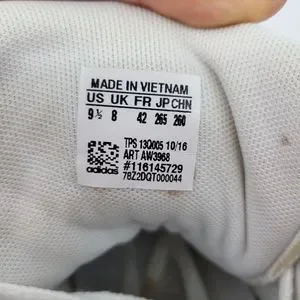 MADE IN VIETNAM
US UK FR JP CHN
9½ 8 42 265 260
TPS 13Q005 10/16
ART AW3968
#116145729
adidas 78Z2DQT000044